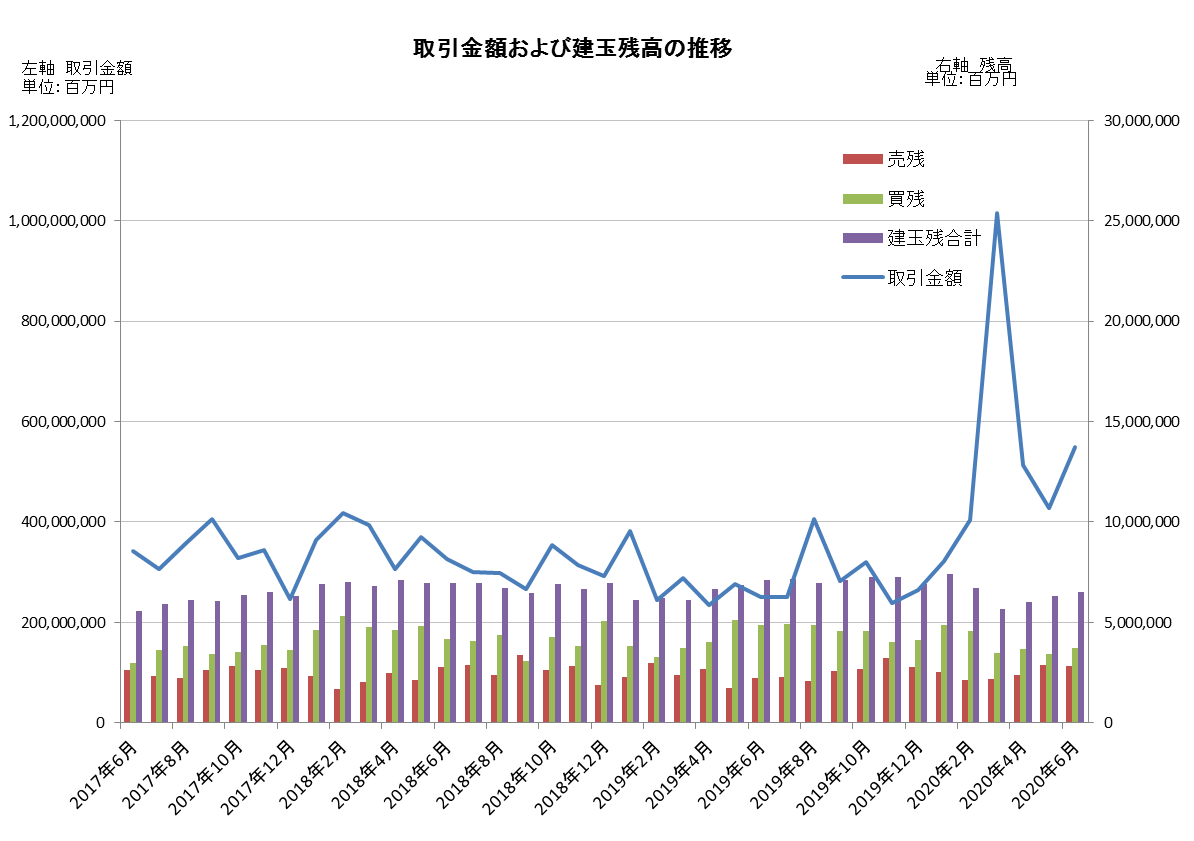 取引金額および建玉残高の推移
左軸　取引金額
単位: 百万円
右軸　残高
単位: 百万円
1,200,000,000
1,000,000,000
800,000,000
600,000,000
400,000,000
200,000,000
0
30,000,000
25,000,000
20,000,000
15,000,000
10,000,000
5,000,000
0
売残
買残
建玉残合計
取引金額
2017年6月
2017年8月
2017年10月
2017年12月
2018年2月
2018年4月
2018年6月
2018年8月
2018年10月
2018年12月
2019年2月
2019年4月
2019年6月
2019年8月
2019年10月
2019年12月
2020年2月
2020年4月
2020年6月